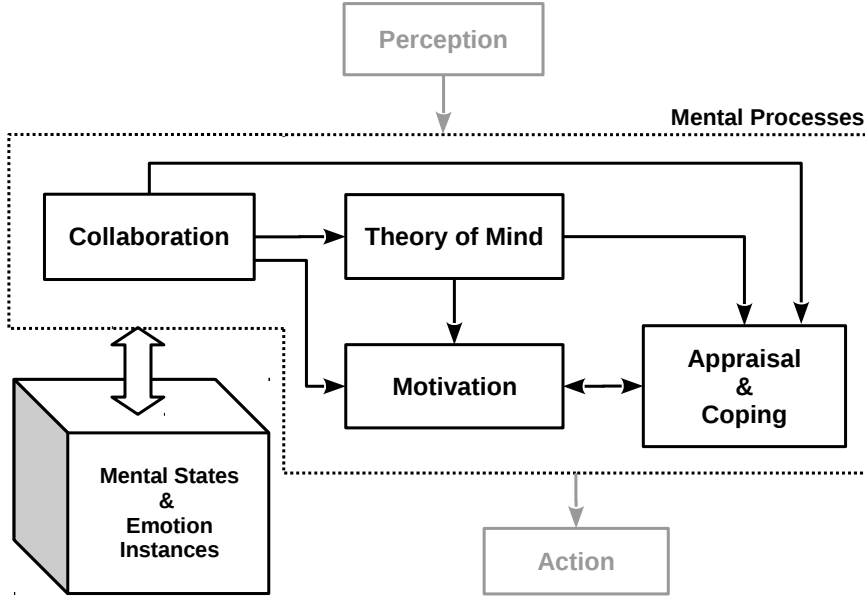 Perception
Mental Processes
Collaboration
Theory of Mind
Motivation
Appraisal
&
Coping
Mental States
&
Emotion
Instances
Action